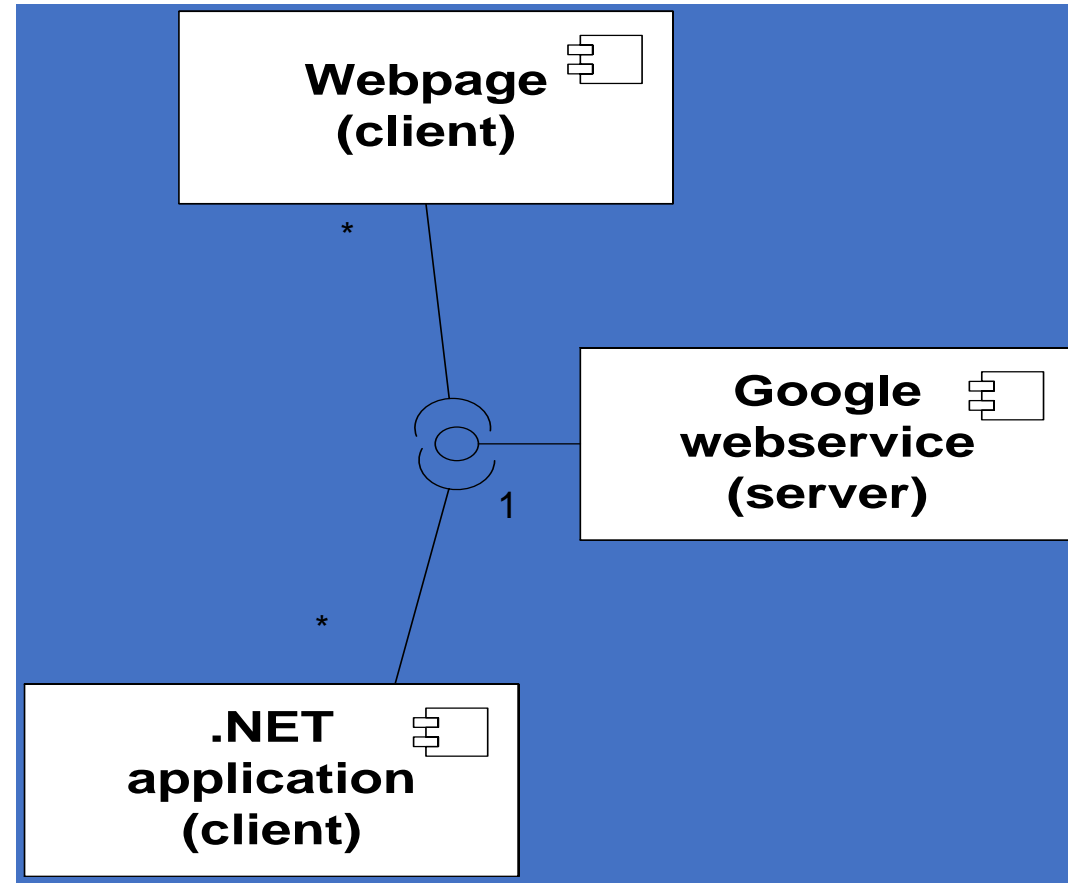 Webpage
(client)
*
Google
webservice
(server)
1
*
.NET
application
(client)